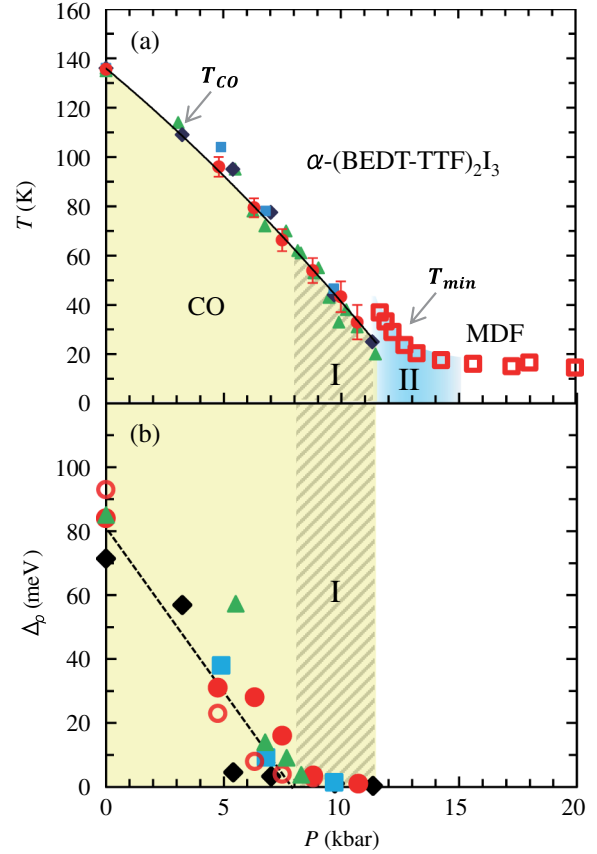 (a)
T_CO
α-(BEDT-TTF)₂I₃
T_min
CO
I
II
MDF
T (K)
160
140
120
100
80
60
40
20
0
(b)
I
Δρ (meV)
100
80
60
40
20
0
0 5 10 15 20
P (kbar)